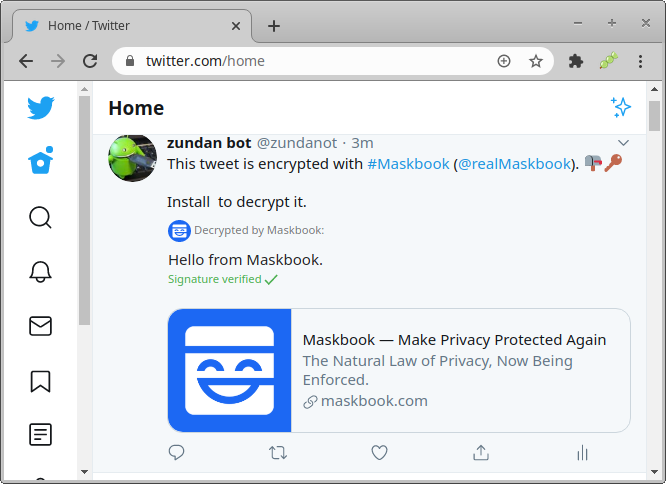 Home / Twitter
twitter.com/home
Home
zundan bot @zundanot · 3m
This tweet is encrypted with #Maskbook (@realMaskbook). 📬🔑
Install  to decrypt it.
Decrypted by Maskbook:
Hello from Maskbook.
Signature verified ✓
Maskbook — Make Privacy Protected Again
The Natural Law of Privacy, Now Being
Enforced.
maskbook.com